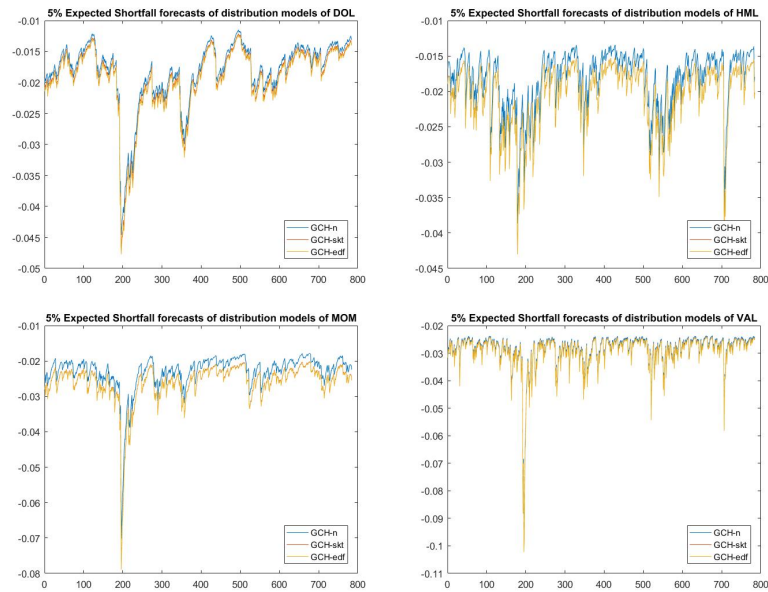 5% Expected Shortfall forecasts of distribution models of DOL
-0.01
-0.015
-0.02
-0.025
-0.03
-0.035
-0.04
-0.045
-0.05
0 100 200 300 400 500 600 700 800
GCH-n
GCH-skt
GCH-edf
5% Expected Shortfall forecasts of distribution models of HML
-0.01
-0.015
-0.02
-0.025
-0.03
-0.035
-0.04
-0.045
0 100 200 300 400 500 600 700 800
GCH-n
GCH-skt
GCH-edf
5% Expected Shortfall forecasts of distribution models of MOM
-0.01
-0.02
-0.03
-0.04
-0.05
-0.06
-0.07
-0.08
0 100 200 300 400 500 600 700 800
GCH-n
GCH-skt
GCH-edf
5% Expected Shortfall forecasts of distribution models of VAL
-0.02
-0.03
-0.04
-0.05
-0.06
-0.07
-0.08
-0.09
-0.1
-0.11
0 100 200 300 400 500 600 700 800
GCH-n
GCH-skt
GCH-edf